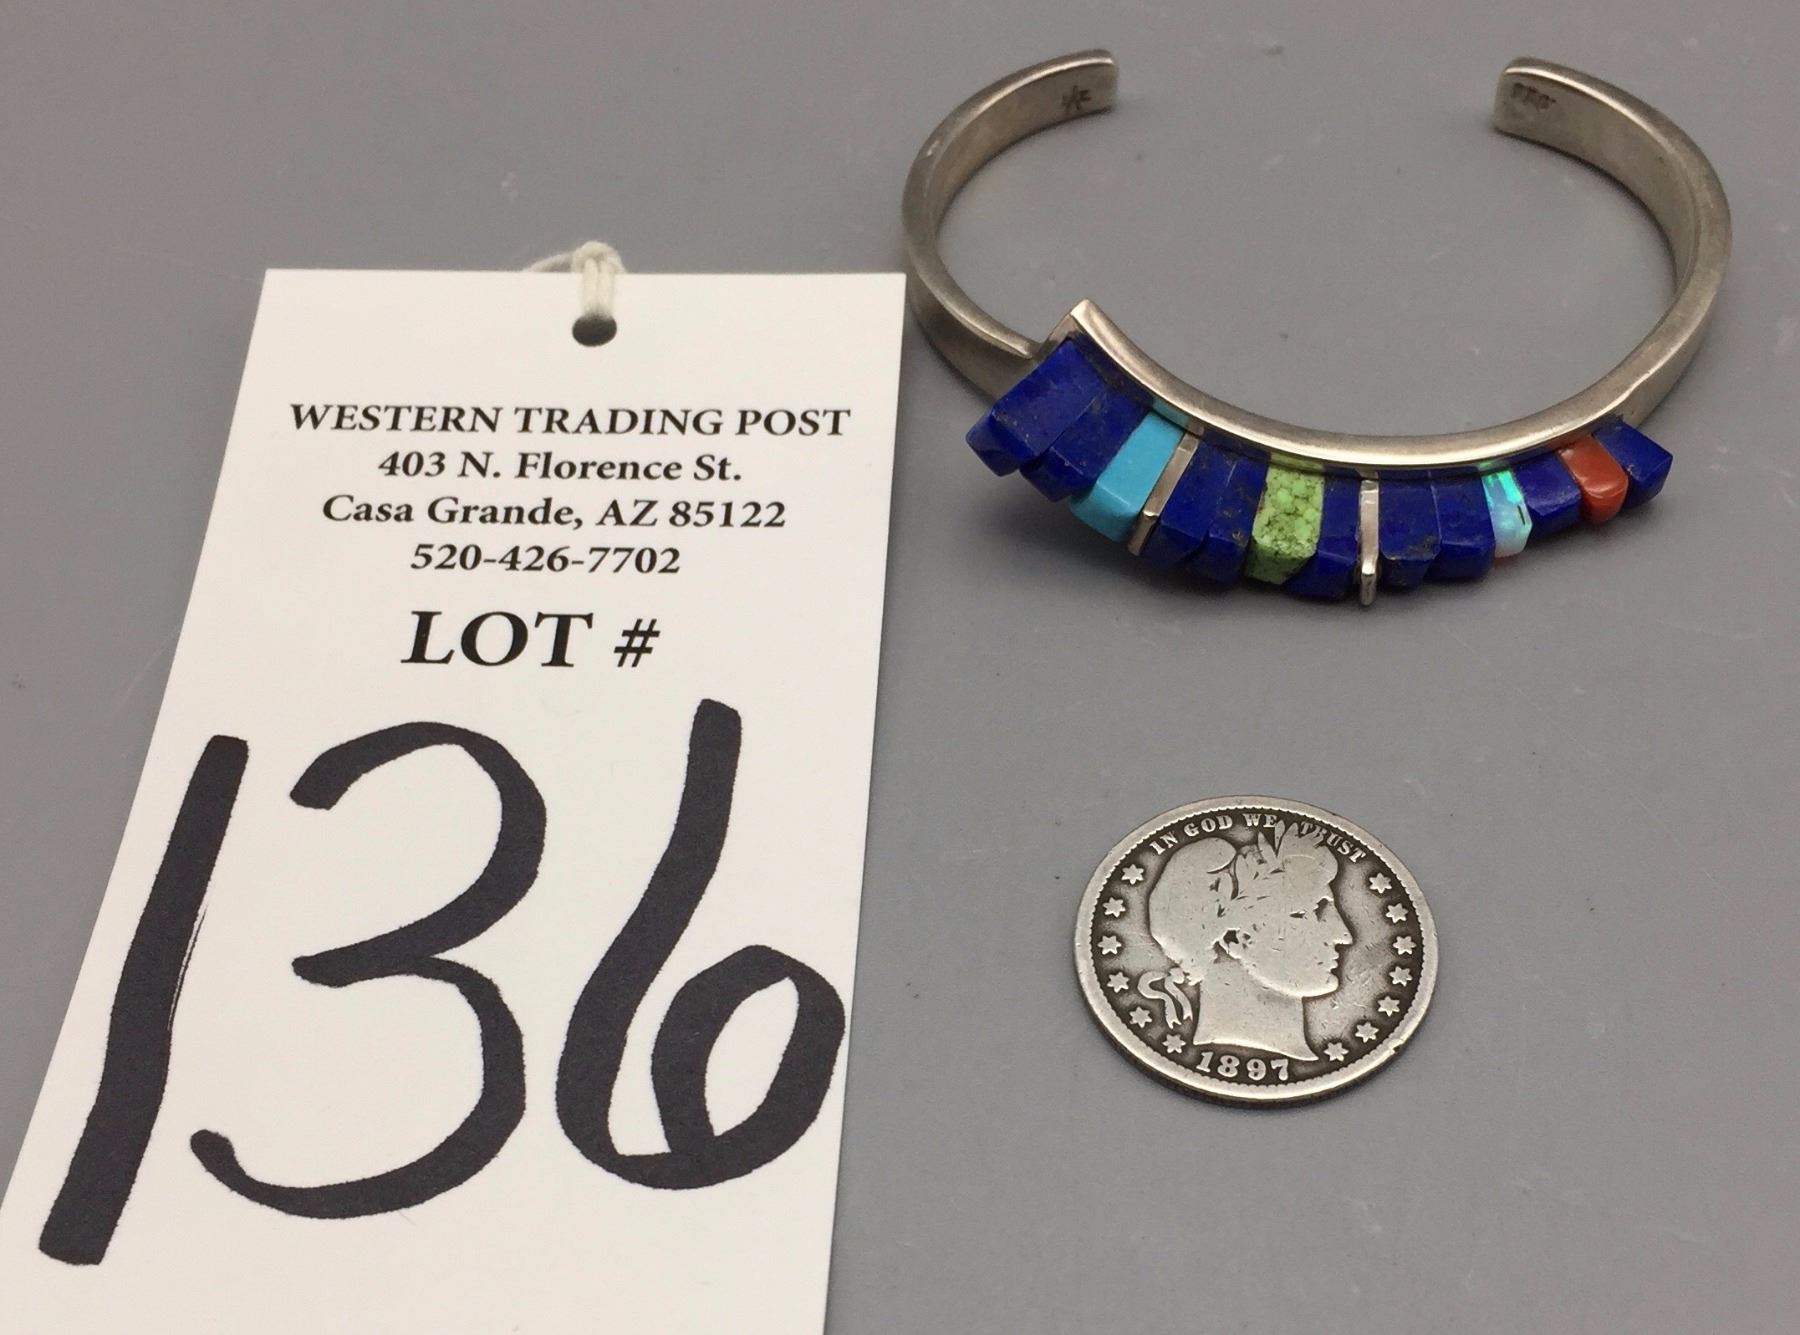 WESTERN TRADING POST
403 N. Florence St.
Casa Grande, AZ 85122
520-426-7702
LOT #
136
IN GOD WE TRUST
1897